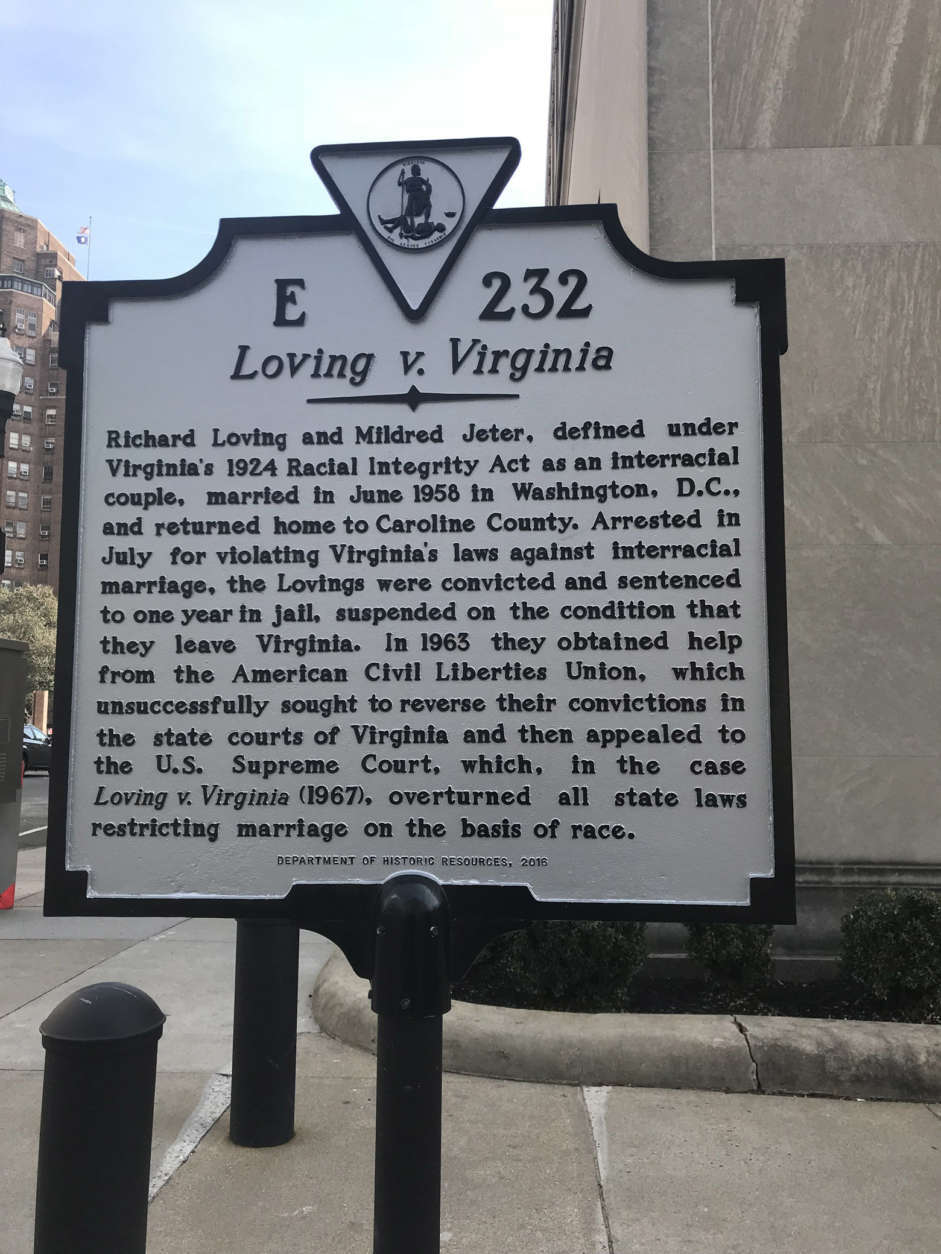 E 232
Loving v. Virginia
Richard Loving and Mildred Jeter, defined under
Virginia's 1924 Racial Integrity Act as an interracial
couple, married in June 1958 in Washington, D.C.,
and returned home to Caroline County. Arrested in
July for violating Virginia's laws against interracial
marriage, the Lovings were convicted and sentenced
to one year in jail, suspended on the condition that
they leave Virginia. In 1963 they obtained help
from the American Civil Liberties Union, which
unsuccessfully sought to reverse their convictions in
the state courts of Virginia and then appealed to
the U.S. Supreme Court, which, in the case
Loving v. Virginia (1967), overturned all state laws
restricting marriage on the basis of race.
DEPARTMENT OF HISTORIC RESOURCES, 2016